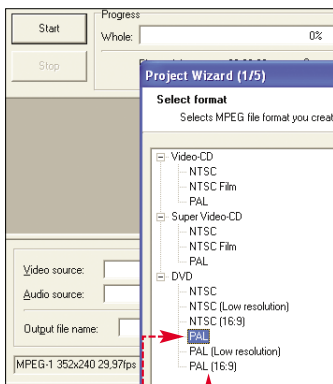 Start
Stop
Progress
Whole:
0%
Project Wizard (1/5)
Select format
Selects MPEG file format you creat
Video-CD
NTSC
NTSC Film
PAL
Super Video-CD
NTSC
NTSC Film
PAL
DVD
NTSC
NTSC (Low resolution)
NTSC (16:9)
PAL
PAL (Low resolution)
PAL (16:9)
Video source:
Audio source:
Output file name:
MPEG-1 352x240 29,97fps